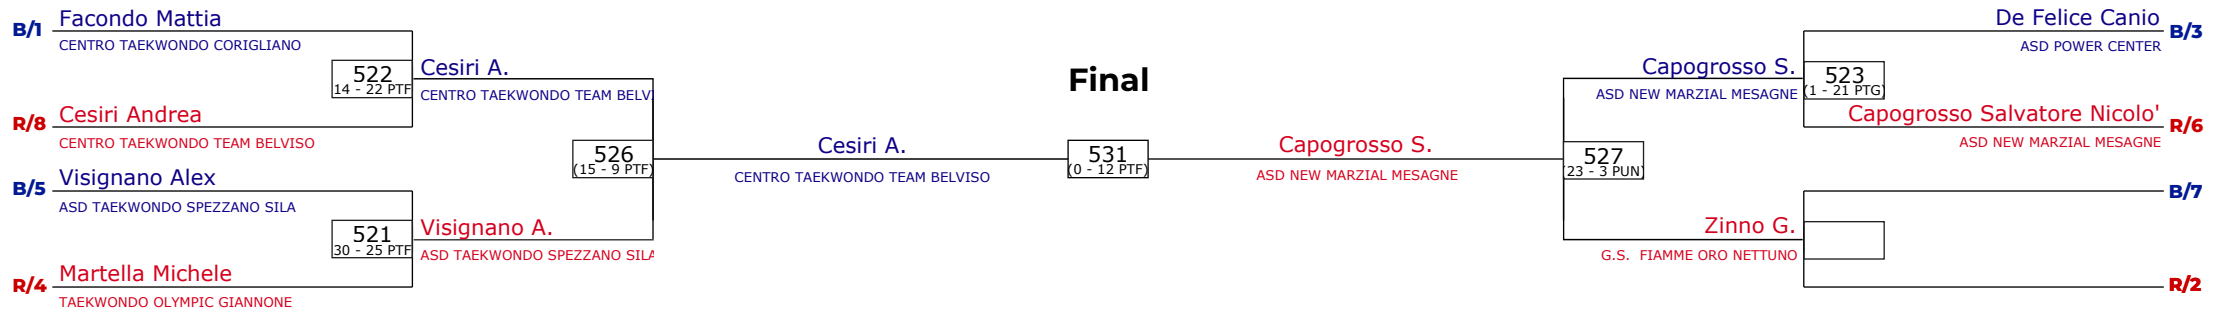 B/1
Facondo Mattia
CENTRO TAEKWONDO CORIGLIANO
522
14 - 22 PTF
R/8
Cesiri Andrea
CENTRO TAEKWONDO TEAM BELVISO
B/5
Visignano Alex
ASD TAEKWONDO SPEZZANO SILA
521
30 - 25 PTF
R/4
Martella Michele
TAEKWONDO OLYMPIC GIANNONE
Cesiri A.
CENTRO TAEKWONDO TEAM BELV
526
(15 - 9 PTF)
Visignano A.
ASD TAEKWONDO SPEZZANO SILA
Cesiri A.
CENTRO TAEKWONDO TEAM BELVISO
Final
531
(0 - 12 PTF)
Capogrosso S.
ASD NEW MARZIAL MESAGNE
Capogrosso S.
ASD NEW MARZIAL MESAGNE
527
23 - 3 PUN)
Zinno G.
G.S.  FIAMME ORO NETTUNO
De Felice Canio
B/3
ASD POWER CENTER
523
(1 - 21 PTG)
Capogrosso Salvatore Nicolo'
R/6
ASD NEW MARZIAL MESAGNE
B/7
R/2